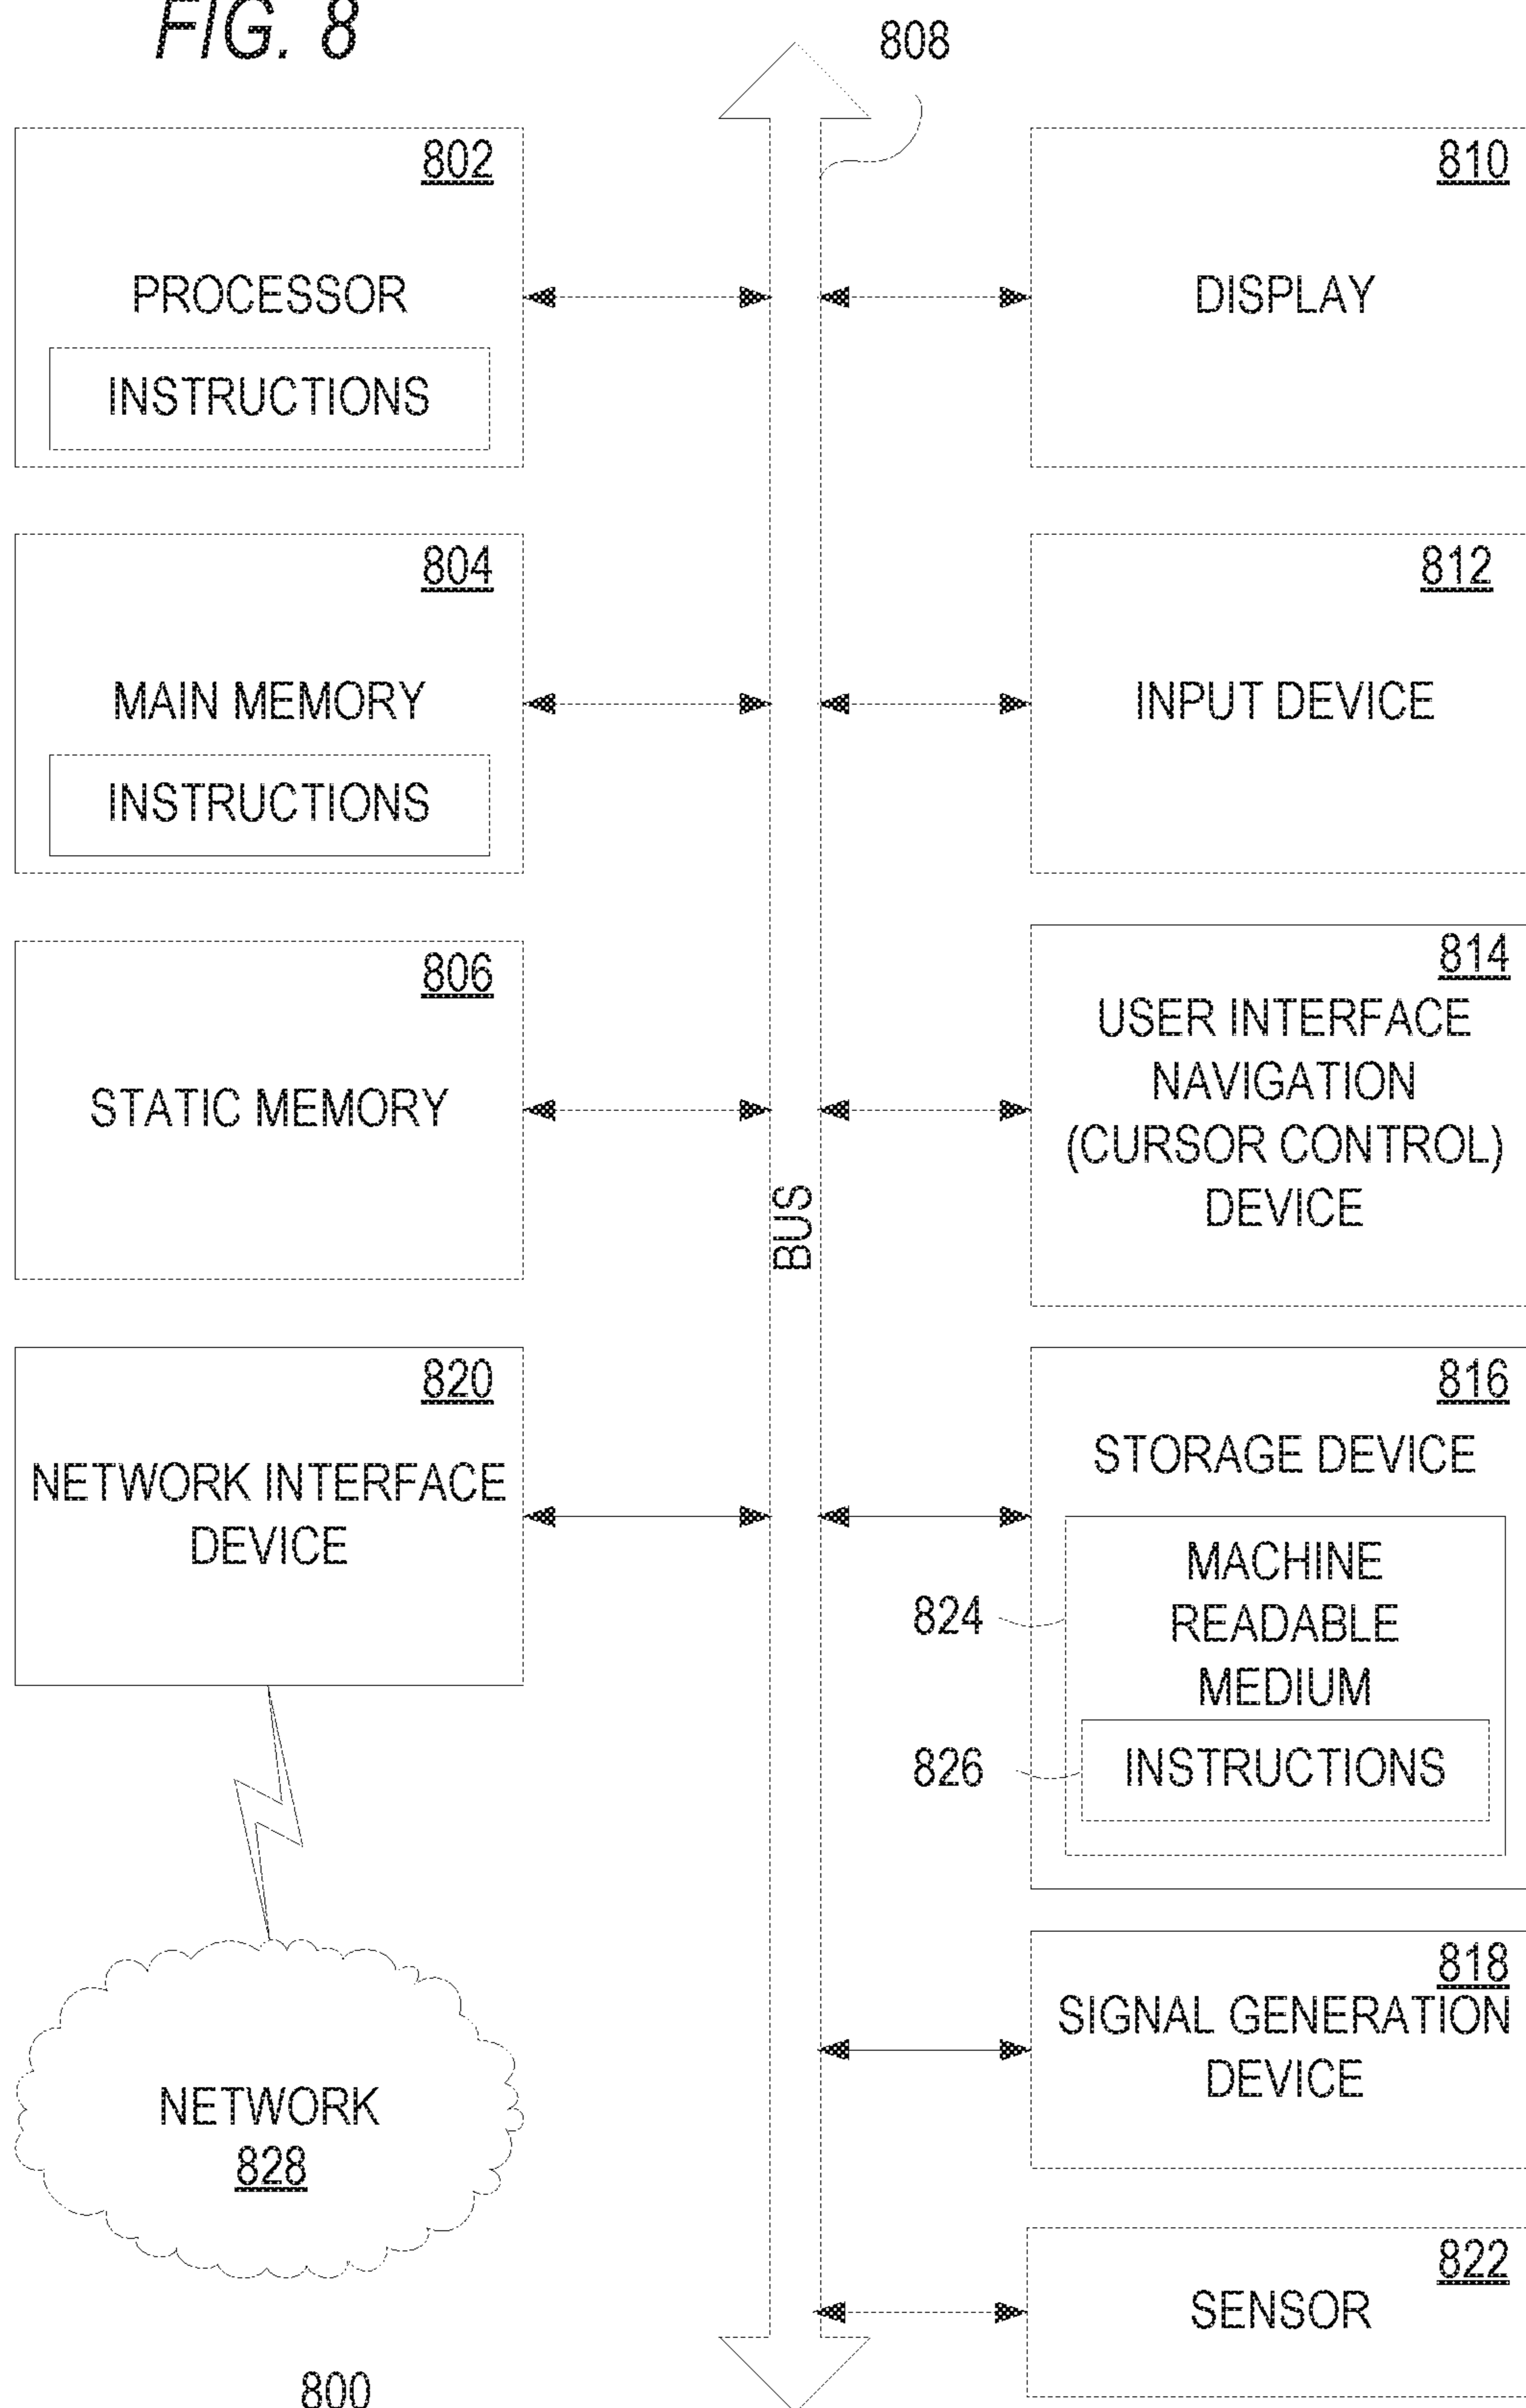 FIG. 8
808
802
PROCESSOR
INSTRUCTIONS
810
DISPLAY
804
MAIN MEMORY
INSTRUCTIONS
812
INPUT DEVICE
806
STATIC MEMORY
814
USER INTERFACE
NAVIGATION
(CURSOR CONTROL)
DEVICE
BUS
820
NETWORK INTERFACE
DEVICE
816
STORAGE DEVICE
824
MACHINE
READABLE
MEDIUM
826
INSTRUCTIONS
818
SIGNAL GENERATION
DEVICE
NETWORK
828
822
SENSOR
800